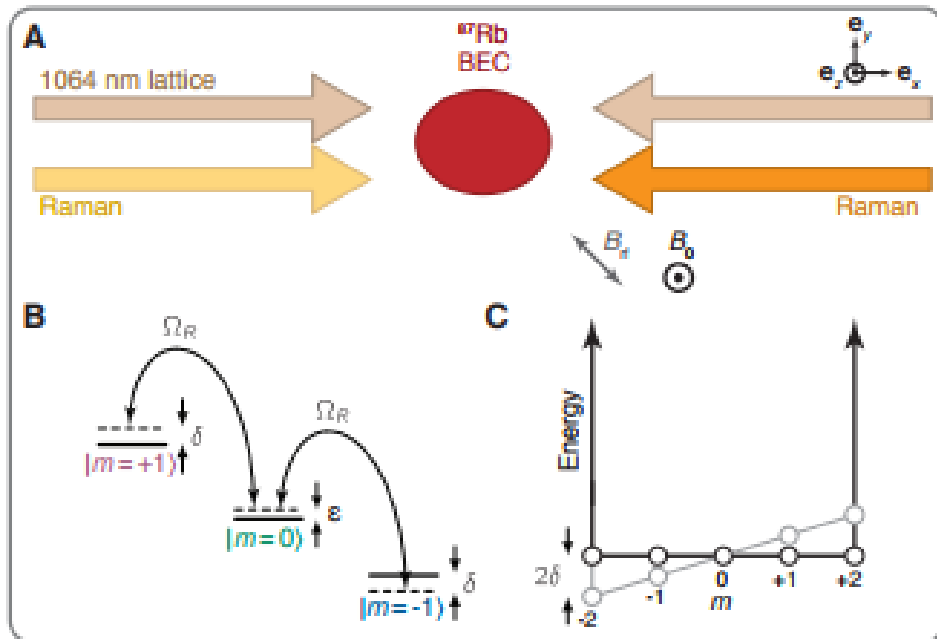 A
⁸⁷Rb
BEC
e_y
e_z
e_x
1064 nm lattice
Raman
Raman
B_rf
B_0
B
Ω_R
Ω_R
δ
|m=+1⟩
ε
|m=0⟩
δ
|m=-1⟩
C
Energy
2δ
-2
-1
0
+1
+2
m